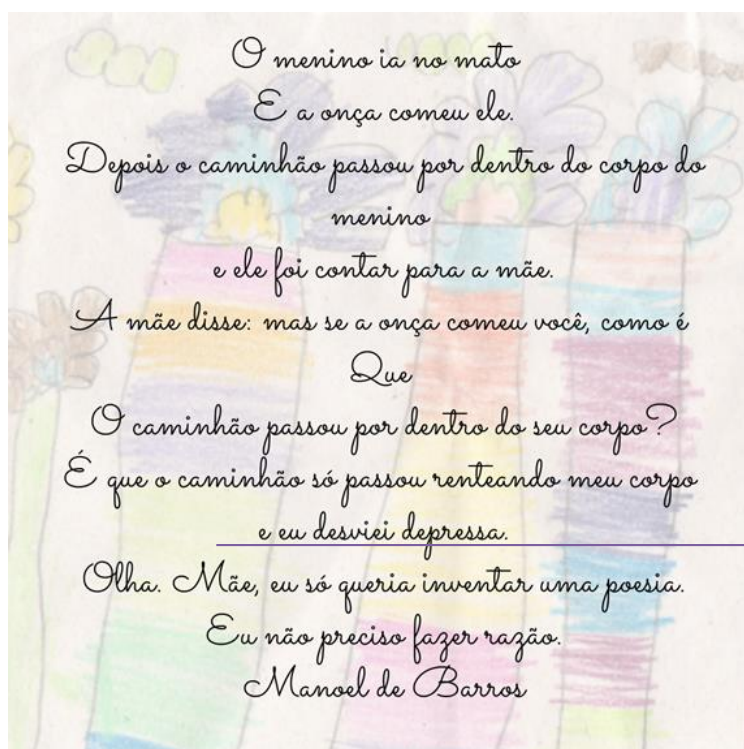 O menino ia no mato
E a onça comeu ele.
Depois o caminhão passou por dentro do corpo do
menino
e ele foi contar para a mãe.
A mãe disse: mas se a onça comeu você, como é
Que
O caminhão passou por dentro do seu corpo?
É que o caminhão só passou renteando meu corpo
e eu desviei depressa.
Olha. Mãe, eu só queria inventar uma poesia.
Eu não preciso fazer razão.
Manoel de Barros